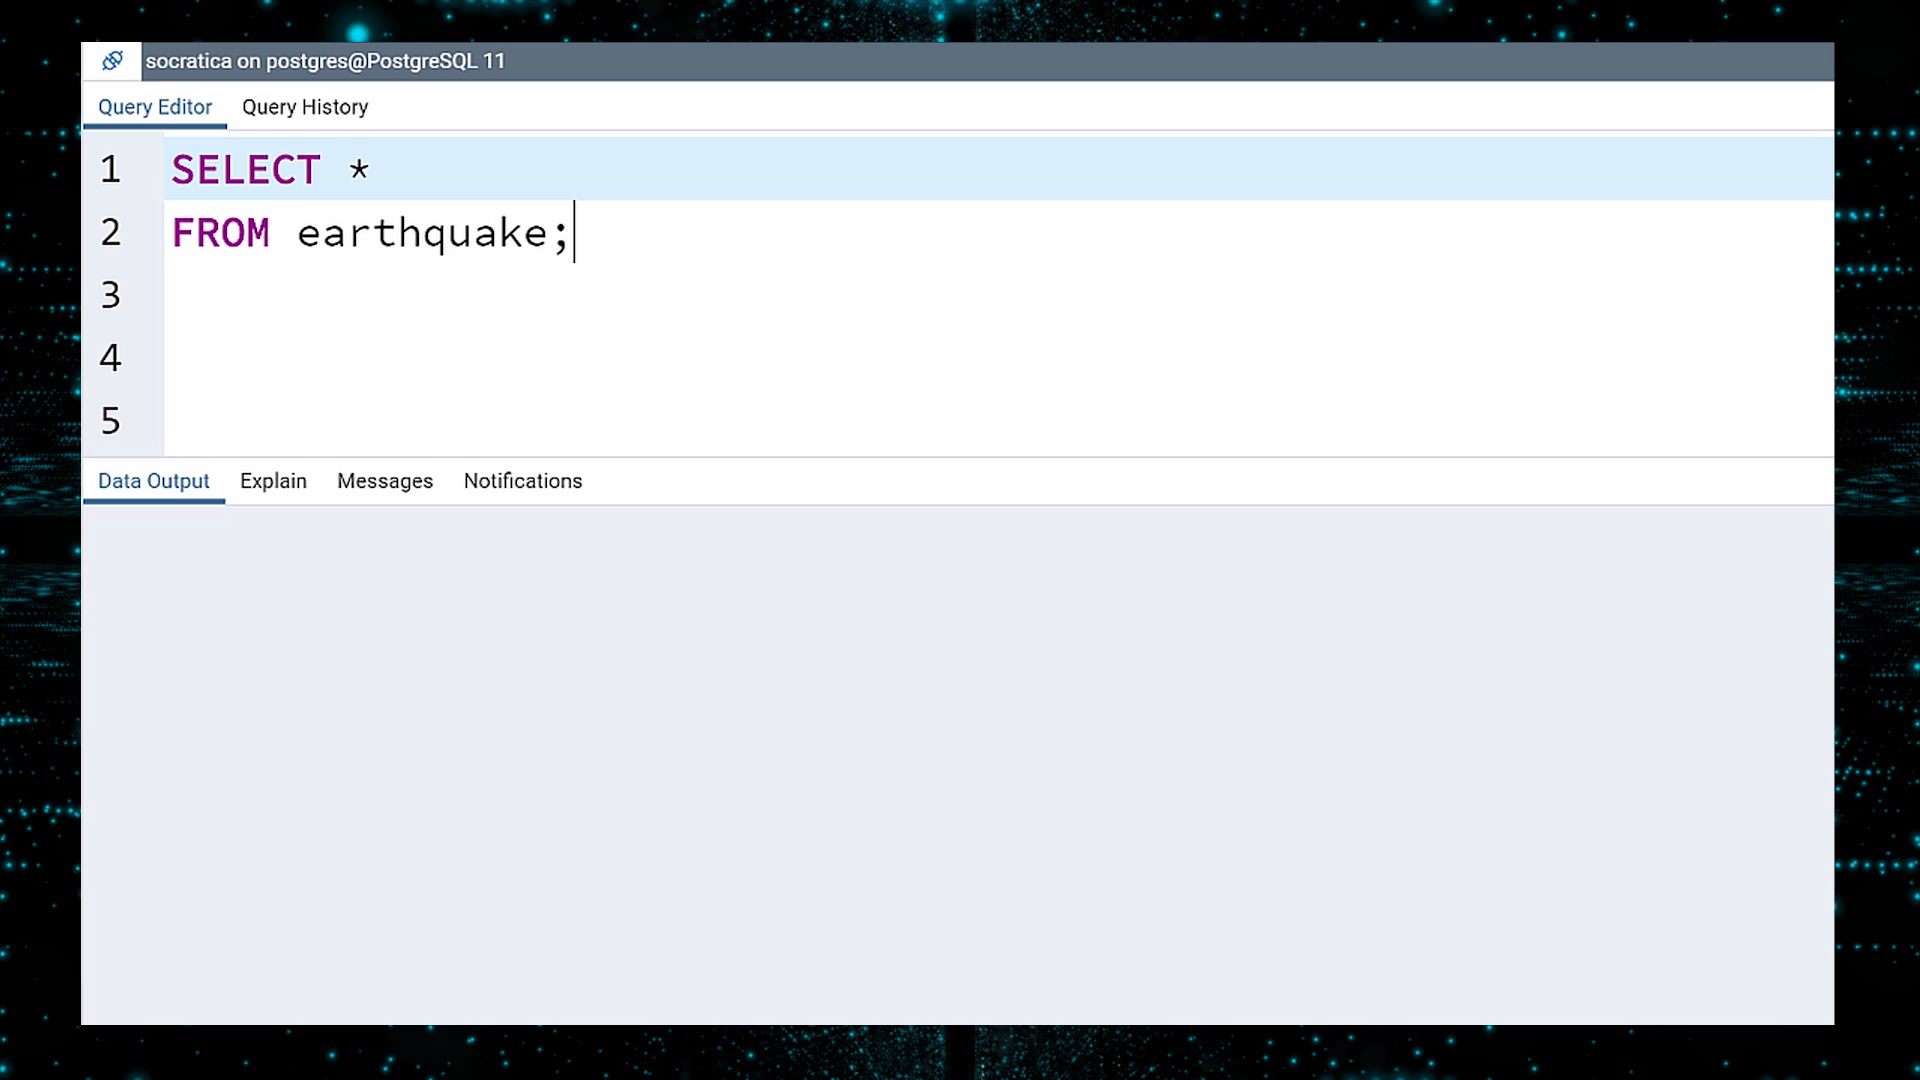 socratica on postgres@PostgreSQL 11
Query Editor Query History
1 SELECT *
2 FROM earthquake;
3
4
5
Data Output Explain Messages Notifications